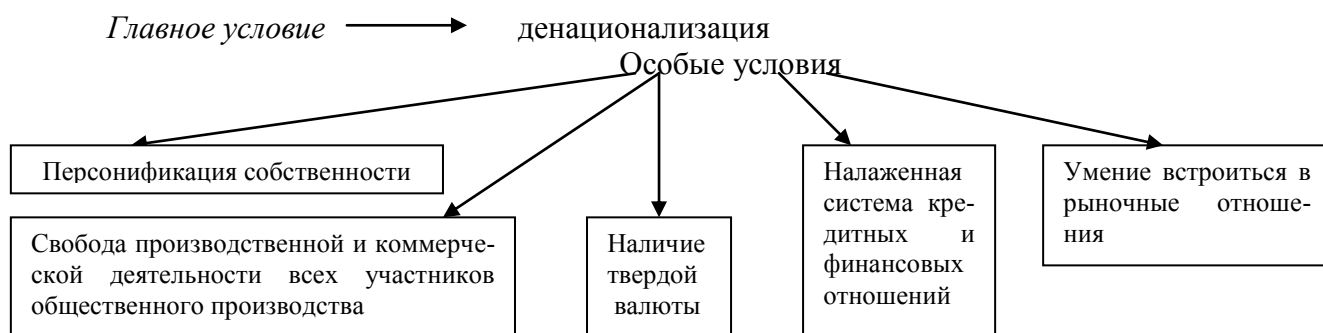 Главное условие денационализация
Особые условия
Персонификация собственности
Свобода производственной и коммерче-
ской деятельности всех участников
общественного производства
Наличие
твердой
валюты
Налаженная
система кре-
дитных и
финансовых
отношений
Умение встроиться в
рыночные отноше-
ния